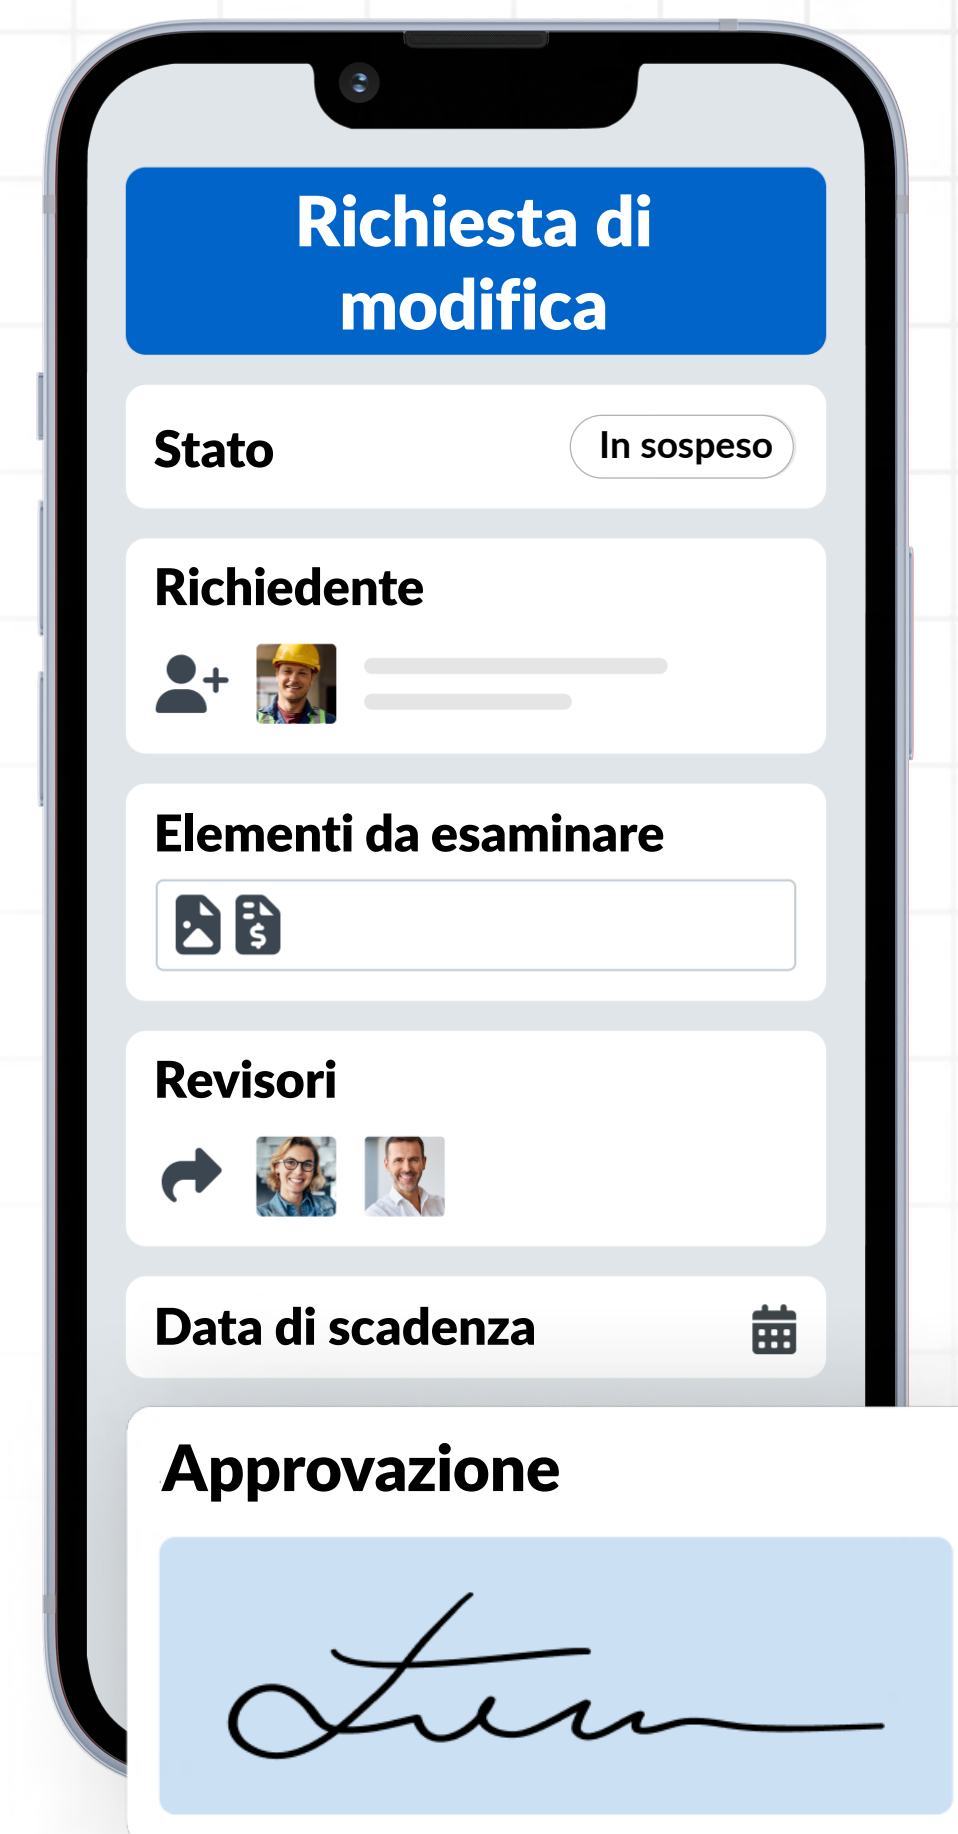 Richiesta di
modifica
Stato
In sospeso
Richiedente
Elementi da esaminare
$
Revisori
Data di scadenza
Approvazione